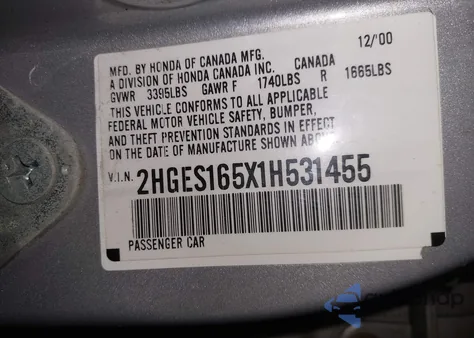 MFD. BY HONDA OF CANADA MFG. 12/'00
A DIVISION OF HONDA CANADA INC. CANADA
GVWR 3395LBS GAWR F 1740LBS R 1665LBS
THIS VEHICLE CONFORMS TO ALL APPLICABLE
FEDERAL MOTOR VEHICLE SAFETY, BUMPER,
AND THEFT PREVENTION STANDARDS IN EFFECT
ON THE DATE OF MANUFACTURE SHOWN ABOVE.
V.I.N. 2HGES165X1H531455
PASSENGER CAR